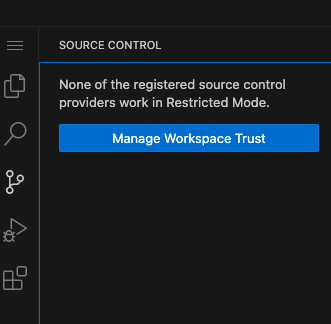 SOURCE CONTROL
None of the registered source control
providers work in Restricted Mode.
Manage Workspace Trust